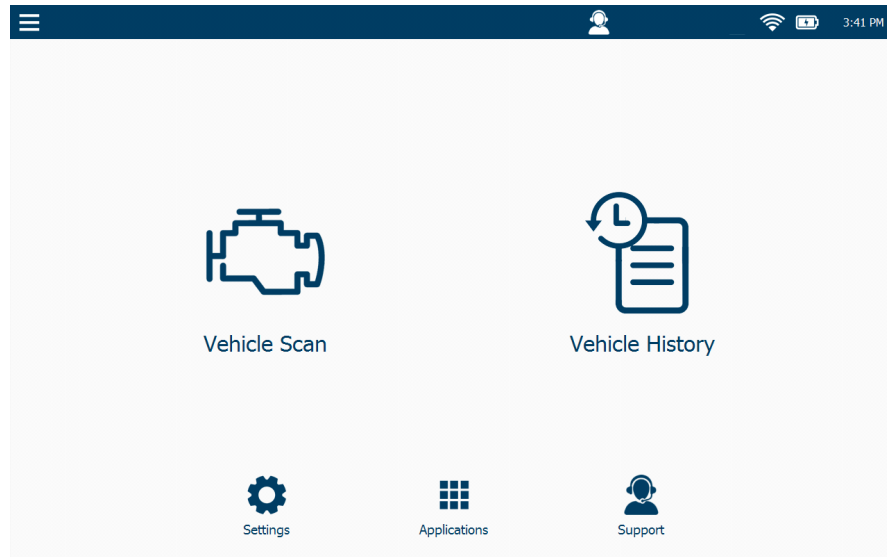 3:41 PM
Vehicle Scan
Vehicle History
Settings
Applications
Support